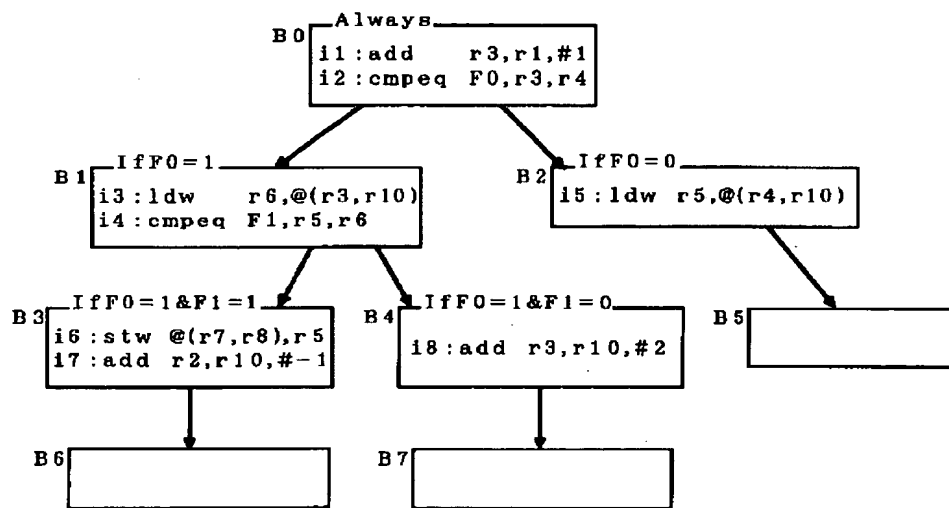 Always
B0
i1:add r3,r1,#1
i2:cmpeq F0,r3,r4
IfF0=1
B1
i3:ldw r6,@(r3,r10)
i4:cmpeq F1,r5,r6
IfF0=0
B2
i5:ldw r5,@(r4,r10)
IfF0=1&F1=1
B3
i6:stw @(r7,r8),r5
i7:add r2,r10,#-1
IfF0=1&F1=0
B4
i8:add r3,r10,#2
B5
B6
B7